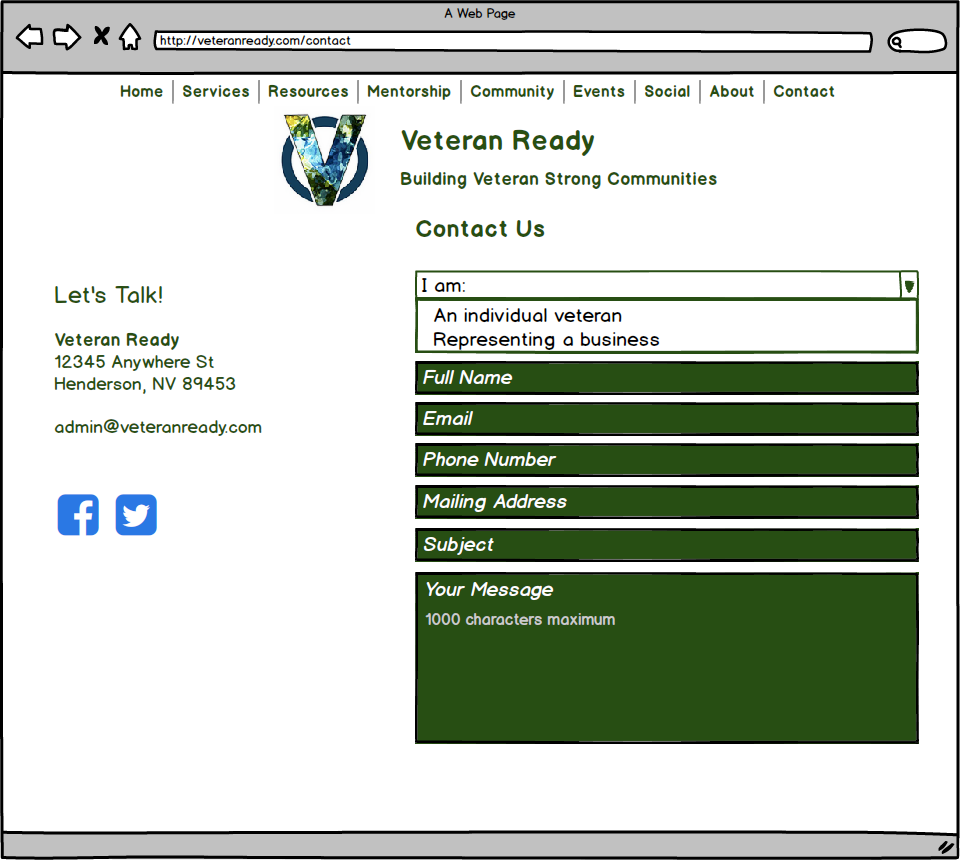 A Web Page
http://veteranready.com/contact
Home Services Resources Mentorship Community Events Social About Contact
Veteran Ready
Building Veteran Strong Communities
Contact Us
Let's Talk!
Veteran Ready
12345 Anywhere St
Henderson, NV 89453
admin@veteranready.com
I am:
An individual veteran
Representing a business
Full Name
Email
Phone Number
Mailing Address
Subject
Your Message
1000 characters maximum